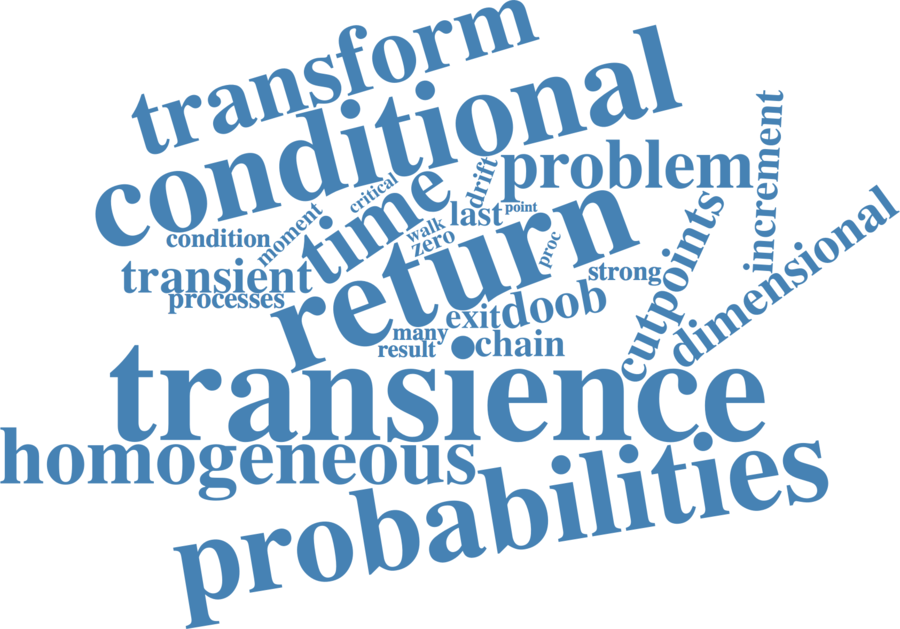 transform
conditional
problem
increment
drift
critical
time
last
point
moment
walk
zero
condition
return
proc
cutpoints
dimensional
transient
strong
processes
doob
exit
many
chain
result
transience
homogeneous
probabilities